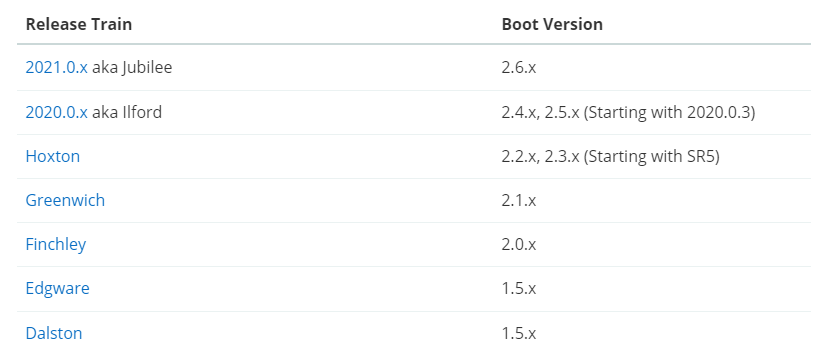 Release Train Boot Version
2021.0.x aka Jubilee 2.6.x
2020.0.x aka Ilford 2.4.x, 2.5.x (Starting with 2020.0.3)
Hoxton 2.2.x, 2.3.x (Starting with SR5)
Greenwich 2.1.x
Finchley 2.0.x
Edgware 1.5.x
Dalston 1.5.x